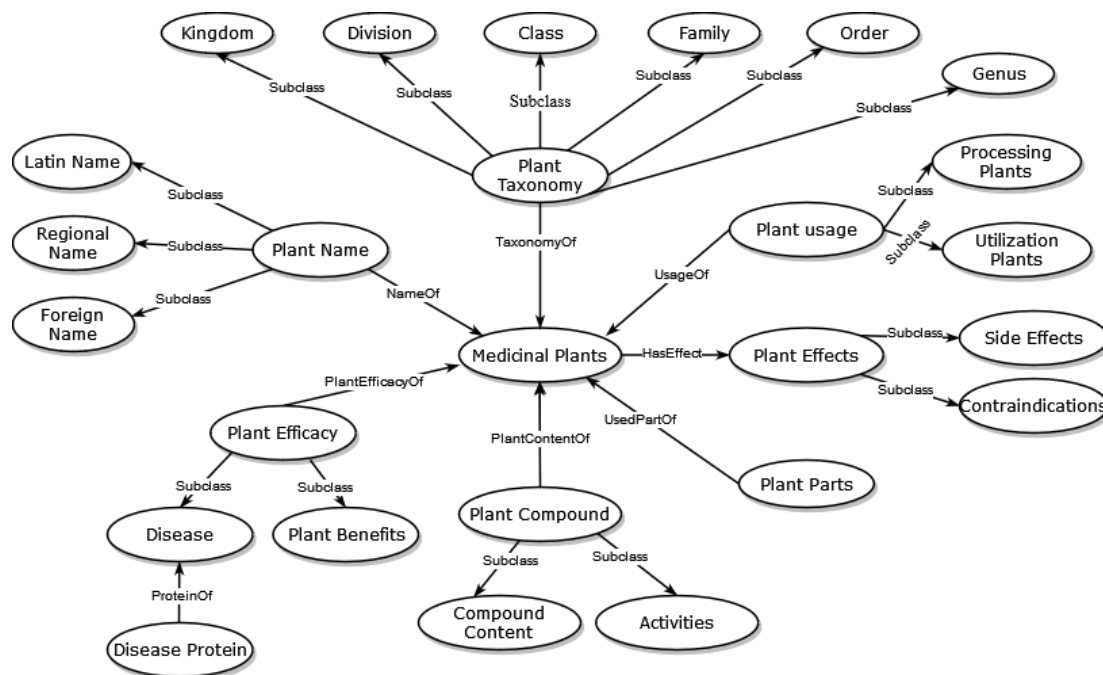 Kingdom
Division
Class
Family
Order
Genus
Subclass
Subclass
Subclass
Subclass
Subclass
Subclass
Plant
Taxonomy
Latin Name
Regional
Name
Foreign
Name
Subclass
Subclass
Subclass
Plant Name
NameOf
TaxonomyOf
Processing
Plants
Subclass
Plant usage
Subclass
Utilization
Plants
UsageOf
Medicinal Plants
HasEffect
Plant Effects
Subclass
Side Effects
Subclass
Contraindications
PlantEfficacyOf
Plant Efficacy
Subclass
Subclass
Disease
Plant Benefits
ProteinOf
Disease Protein
PlantContentOf
Plant Compound
Subclass
Subclass
Compound
Content
Activities
UsedPartOf
Plant Parts